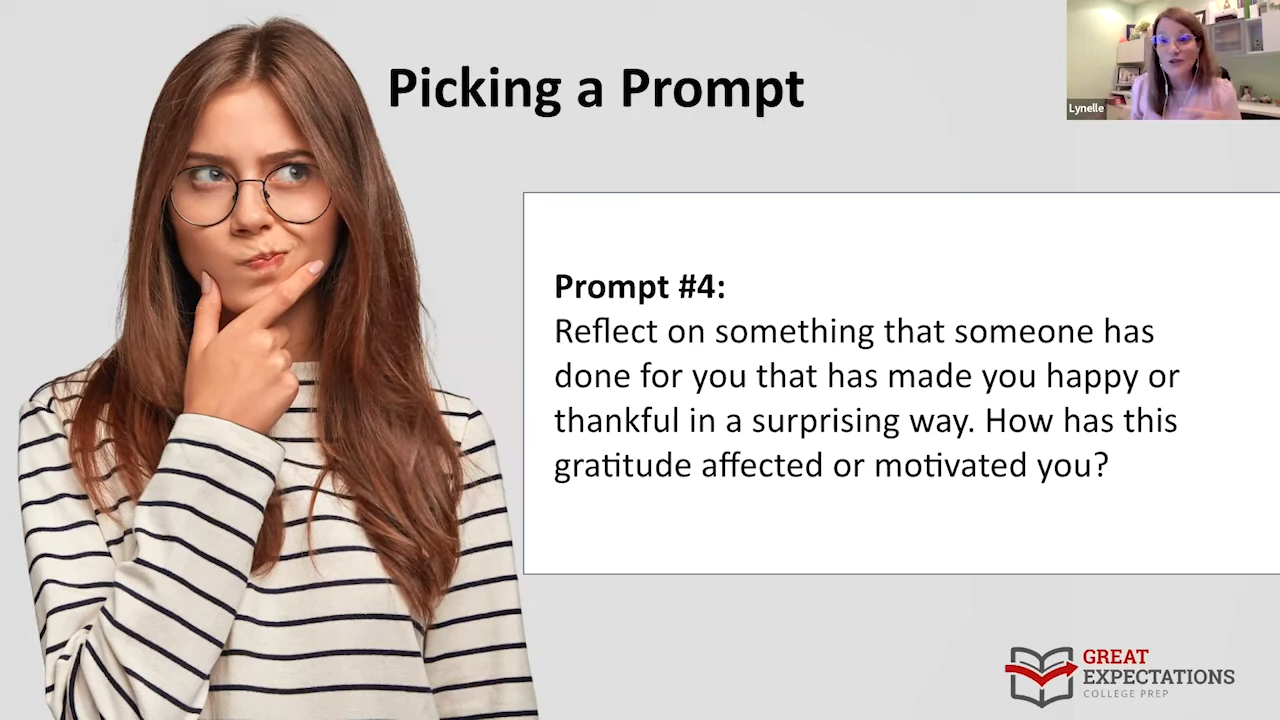 Picking a Prompt
Lynelle
Prompt #4:
Reflect on something that someone has
done for you that has made you happy or
thankful in a surprising way. How has this
gratitude affected or motivated you?
GREAT
EXPECTATIONS
COLLEGE PREP